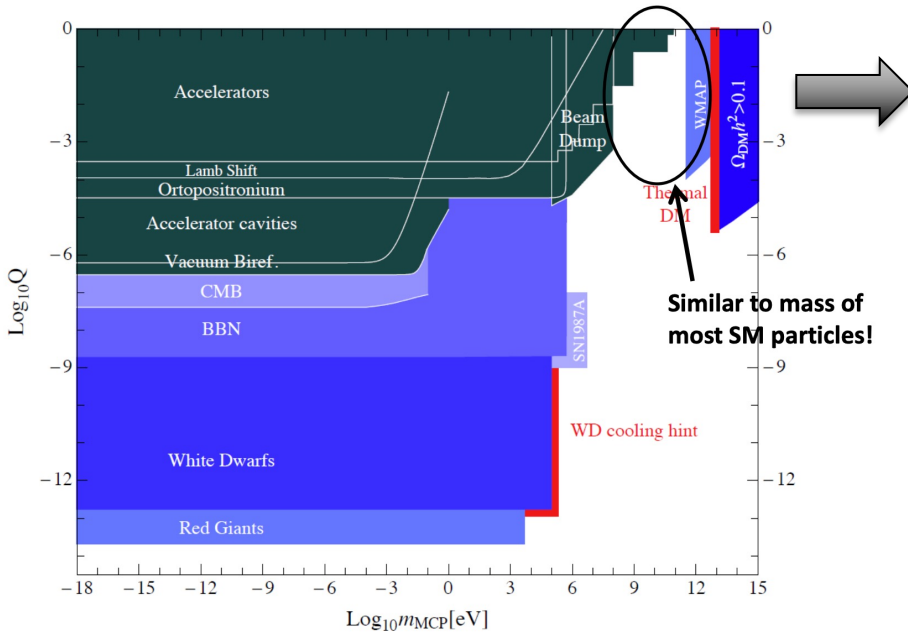 0
-3
-6
-9
-12
Log10Q
Accelerators
Lamb Shift
Ortopositronium
Accelerator cavities
Vacuum Biref.
CMB
BBN
White Dwarfs
Red Giants
Beam
Dump
SN1987A
WD cooling hint
WMAP
Thermal
DM
ΩDMh²>0.1
Similar to mass of
most SM particles!
0
-3
-6
-9
-12
-18 -15 -12 -9 -6 -3 0 3 6 9 12 15
Log10mMCP[eV]